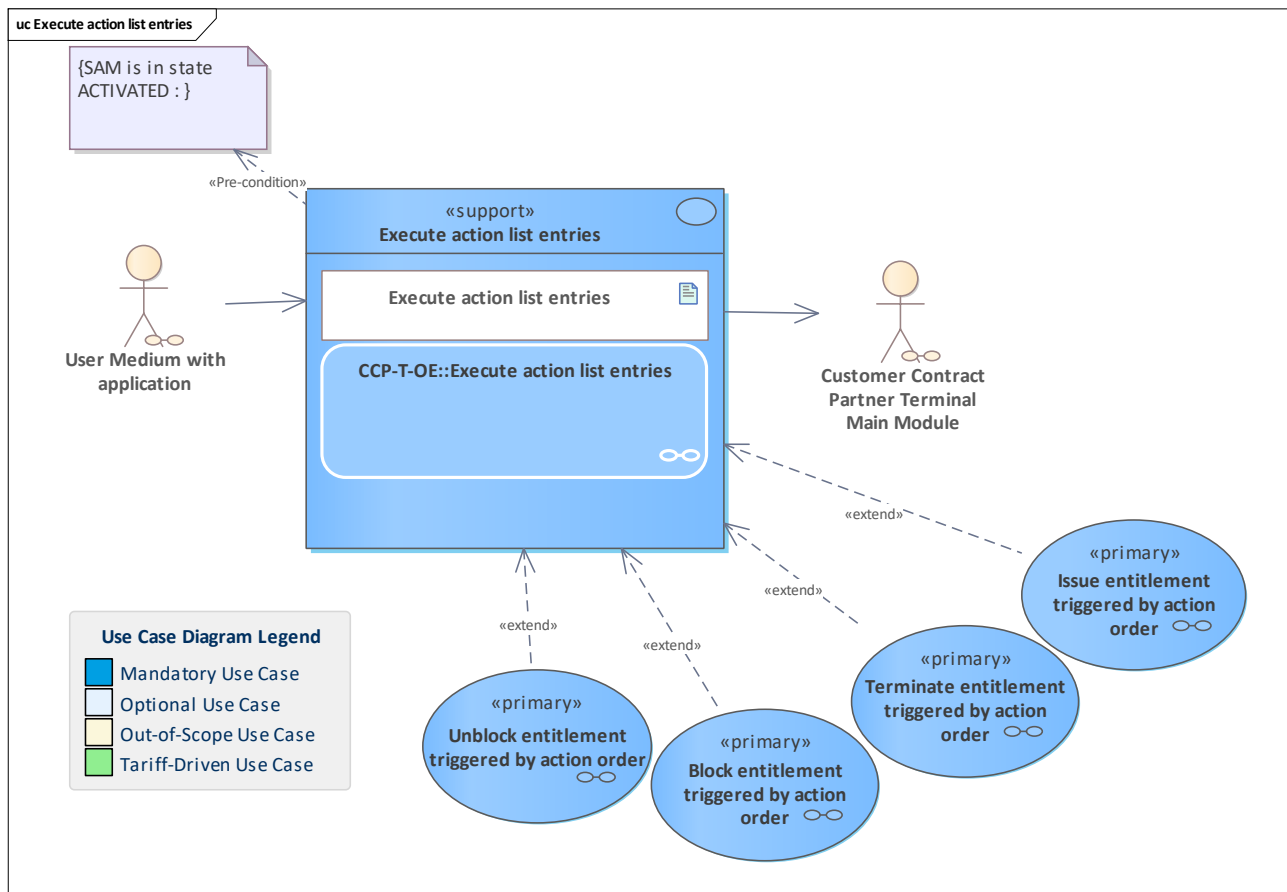 uc Execute action list entries
{SAM is in state
ACTIVATED : }
«Pre-condition»
«support»
Execute action list entries
Execute action list entries
CCP-T-OE::Execute action list entries
User Medium with
application
Customer Contract
Partner Terminal
Main Module
«extend»
«extend»
«extend»
«extend»
«primary»
Issue entitlement
triggered by action
order
«primary»
Terminate entitlement
triggered by action
order
«primary»
Unblock entitlement
triggered by action order
«primary»
Block entitlement
triggered by action
order
Use Case Diagram Legend
Mandatory Use Case
Optional Use Case
Out-of-Scope Use Case
Tariff-Driven Use Case